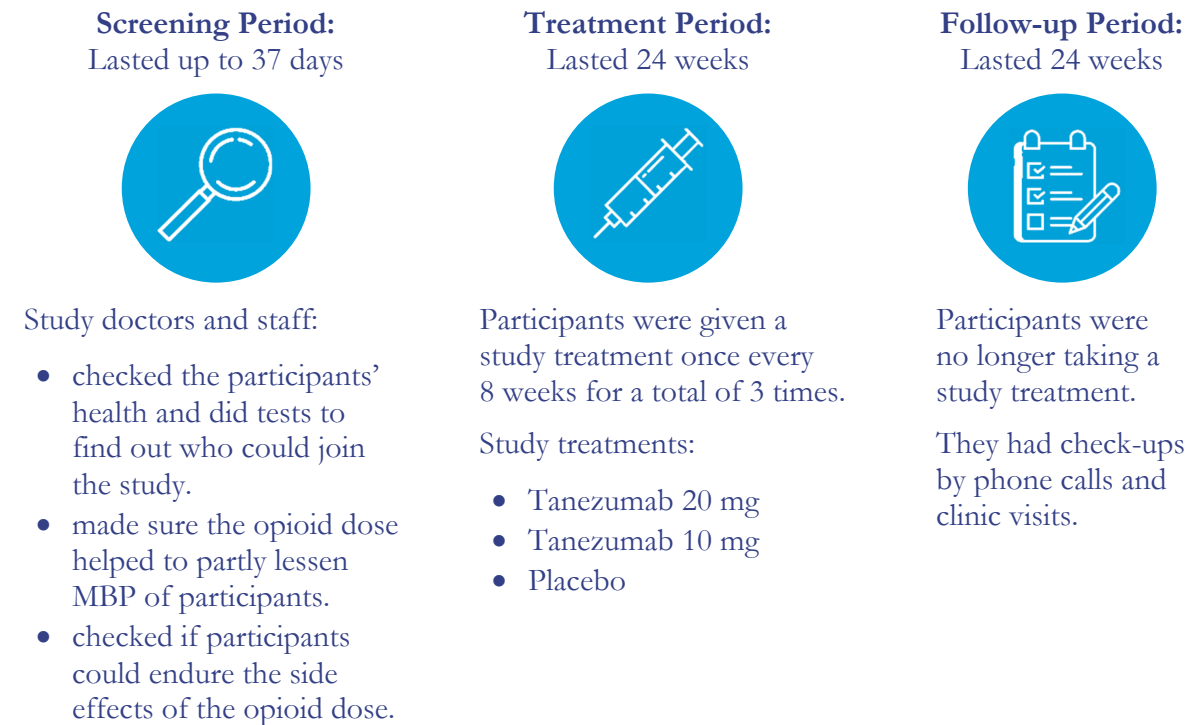 Screening Period:
Lasted up to 37 days
Study doctors and staff:
• checked the participants’
health and did tests to
find out who could join
the study.
• made sure the opioid dose
helped to partly lessen
MBP of participants.
• checked if participants
could endure the side
effects of the opioid dose.
Treatment Period:
Lasted 24 weeks
Participants were given a
study treatment once every
8 weeks for a total of 3 times.
Study treatments:
• Tanezumab 20 mg
• Tanezumab 10 mg
• Placebo
Follow-up Period:
Lasted 24 weeks
Participants were
no longer taking a
study treatment.
They had check-ups
by phone calls and
clinic visits.